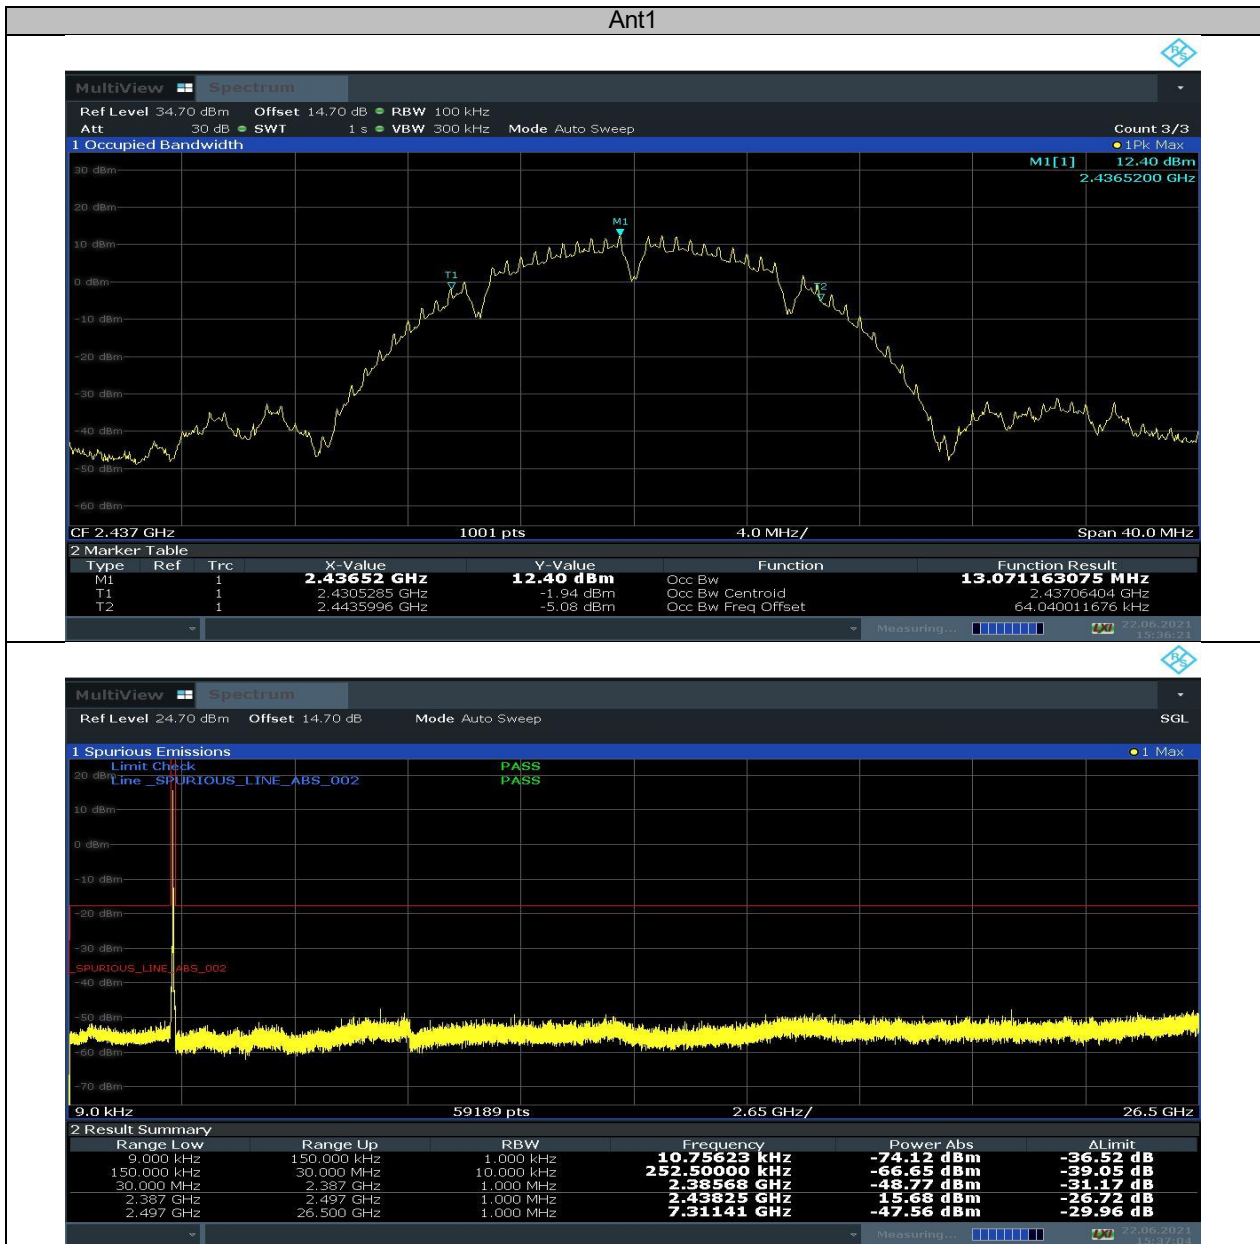 Ant1
R&S
MultiView Spectrum
Ref Level 34.70 dBm Offset 14.70 dB RBW 100 kHz
Att 30 dB SWT 1 s VBW 300 kHz Mode Auto Sweep Count 3/3
1 Occupied Bandwidth 1Pk Max
M1[1] 12.40 dBm
2.4365200 GHz
30 dBm
20 dBm
M1
10 dBm
T1
0 dBm
T2
-10 dBm
-20 dBm
-30 dBm
-40 dBm
-50 dBm
-60 dBm
CF 2.437 GHz 1001 pts 4.0 MHz/ Span 40.0 MHz
2 Marker Table
Type Ref Trc X-Value Y-Value Function Function Result
M1 1 2.43652 GHz 12.40 dBm Occ Bw 13.071163075 MHz
T1 1 2.4305285 GHz -1.94 dBm Occ Bw Centroid 2.43706404 GHz
T2 1 2.4435996 GHz -5.08 dBm Occ Bw Freq Offset 64.040011676 kHz
Measuring... LXI 22.06.2021
15:36:21
R&S
MultiView Spectrum
Ref Level 24.70 dBm Offset 14.70 dB Mode Auto Sweep SGL
1 Spurious Emissions 1 Max
Limit Check PASS
20 dBm Line _SPURIOUS_LINE_ABS_002 PASS
10 dBm
0 dBm
-10 dBm
-20 dBm
-30 dBm
_SPURIOUS_LINE_ABS_002
-40 dBm
-50 dBm
-60 dBm
-70 dBm
9.0 kHz 59189 pts 2.65 GHz/ 26.5 GHz
2 Result Summary
Range Low Range Up RBW Frequency Power Abs ΔLimit
9.000 kHz 150.000 kHz 1.000 kHz 10.75623 kHz -74.12 dBm -36.52 dB
150.000 kHz 30.000 MHz 10.000 kHz 252.50000 kHz -66.65 dBm -39.05 dB
30.000 MHz 2.387 GHz 1.000 MHz 2.38568 GHz -48.77 dBm -31.17 dB
2.387 GHz 2.497 GHz 1.000 MHz 2.43825 GHz 15.68 dBm -26.72 dB
2.497 GHz 26.500 GHz 1.000 MHz 7.31141 GHz -47.56 dBm -29.96 dB
Measuring... LXI 22.06.2021
15:37:04